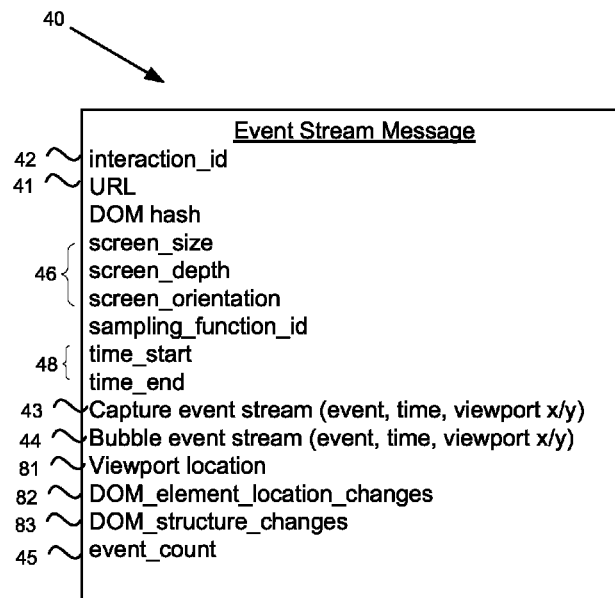 40
Event Stream Message
42 interaction_id
41 URL
DOM hash
screen_size
46 screen_depth
screen_orientation
sampling_function_id
48 time_start
time_end
43 Capture event stream (event, time, viewport x/y)
44 Bubble event stream (event, time, viewport x/y)
81 Viewport location
82 DOM_element_location_changes
83 DOM_structure_changes
45 event_count